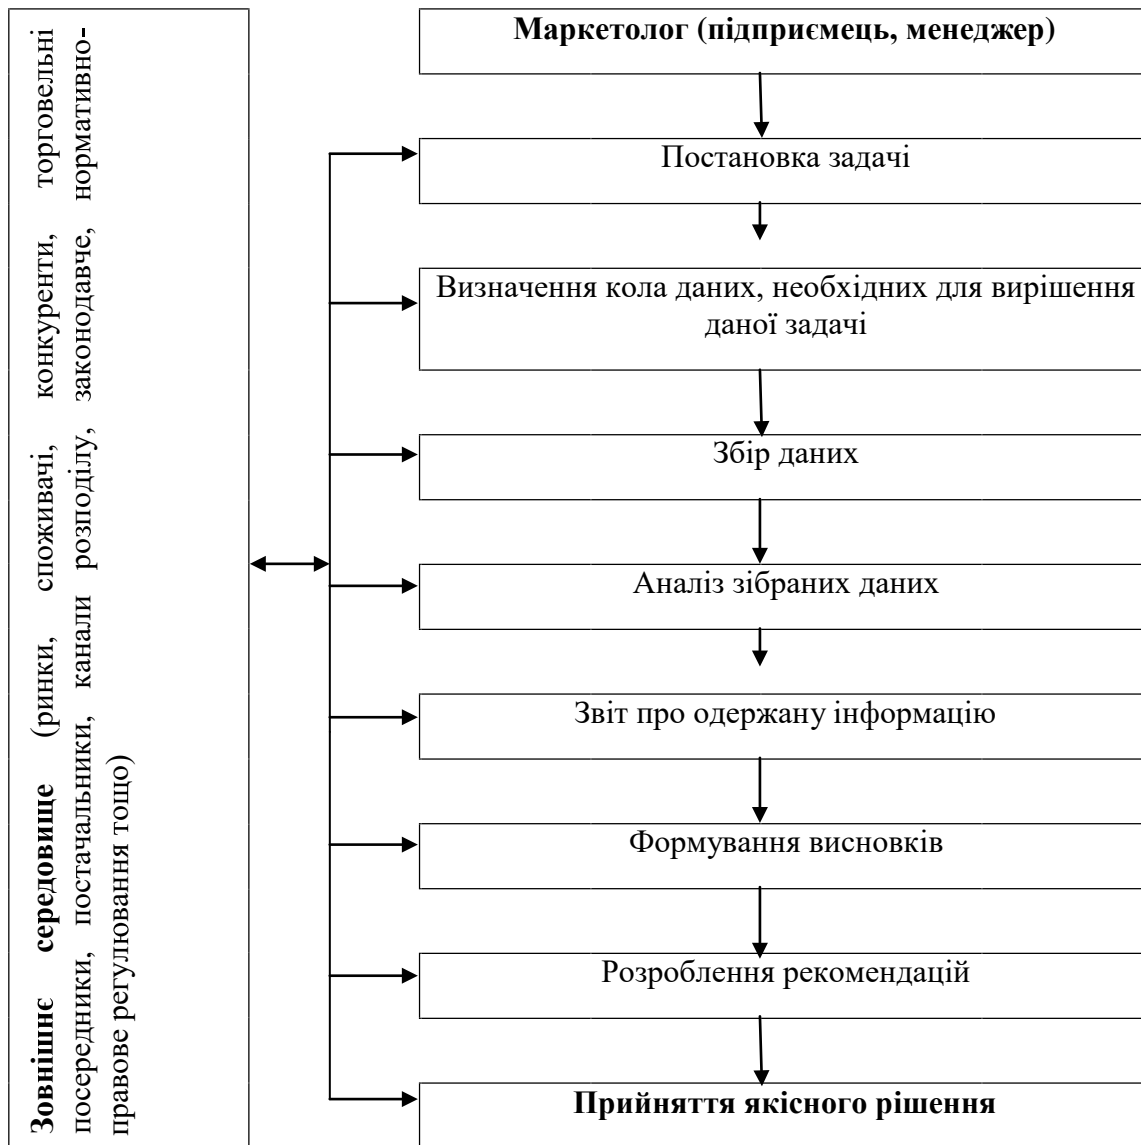 Зовнішнє середовище (ринки, споживачі, конкуренти, торговельні
посередники, постачальники, канали розподілу, законодавче, нормативно-
правове регулювання тощо)
Маркетолог (підприємець, менеджер)
Постановка задачі
Визначення кола даних, необхідних для вирішення
даної задачі
Збір даних
Аналіз зібраних даних
Звіт про одержану інформацію
Формування висновків
Розроблення рекомендацій
Прийняття якісного рішення